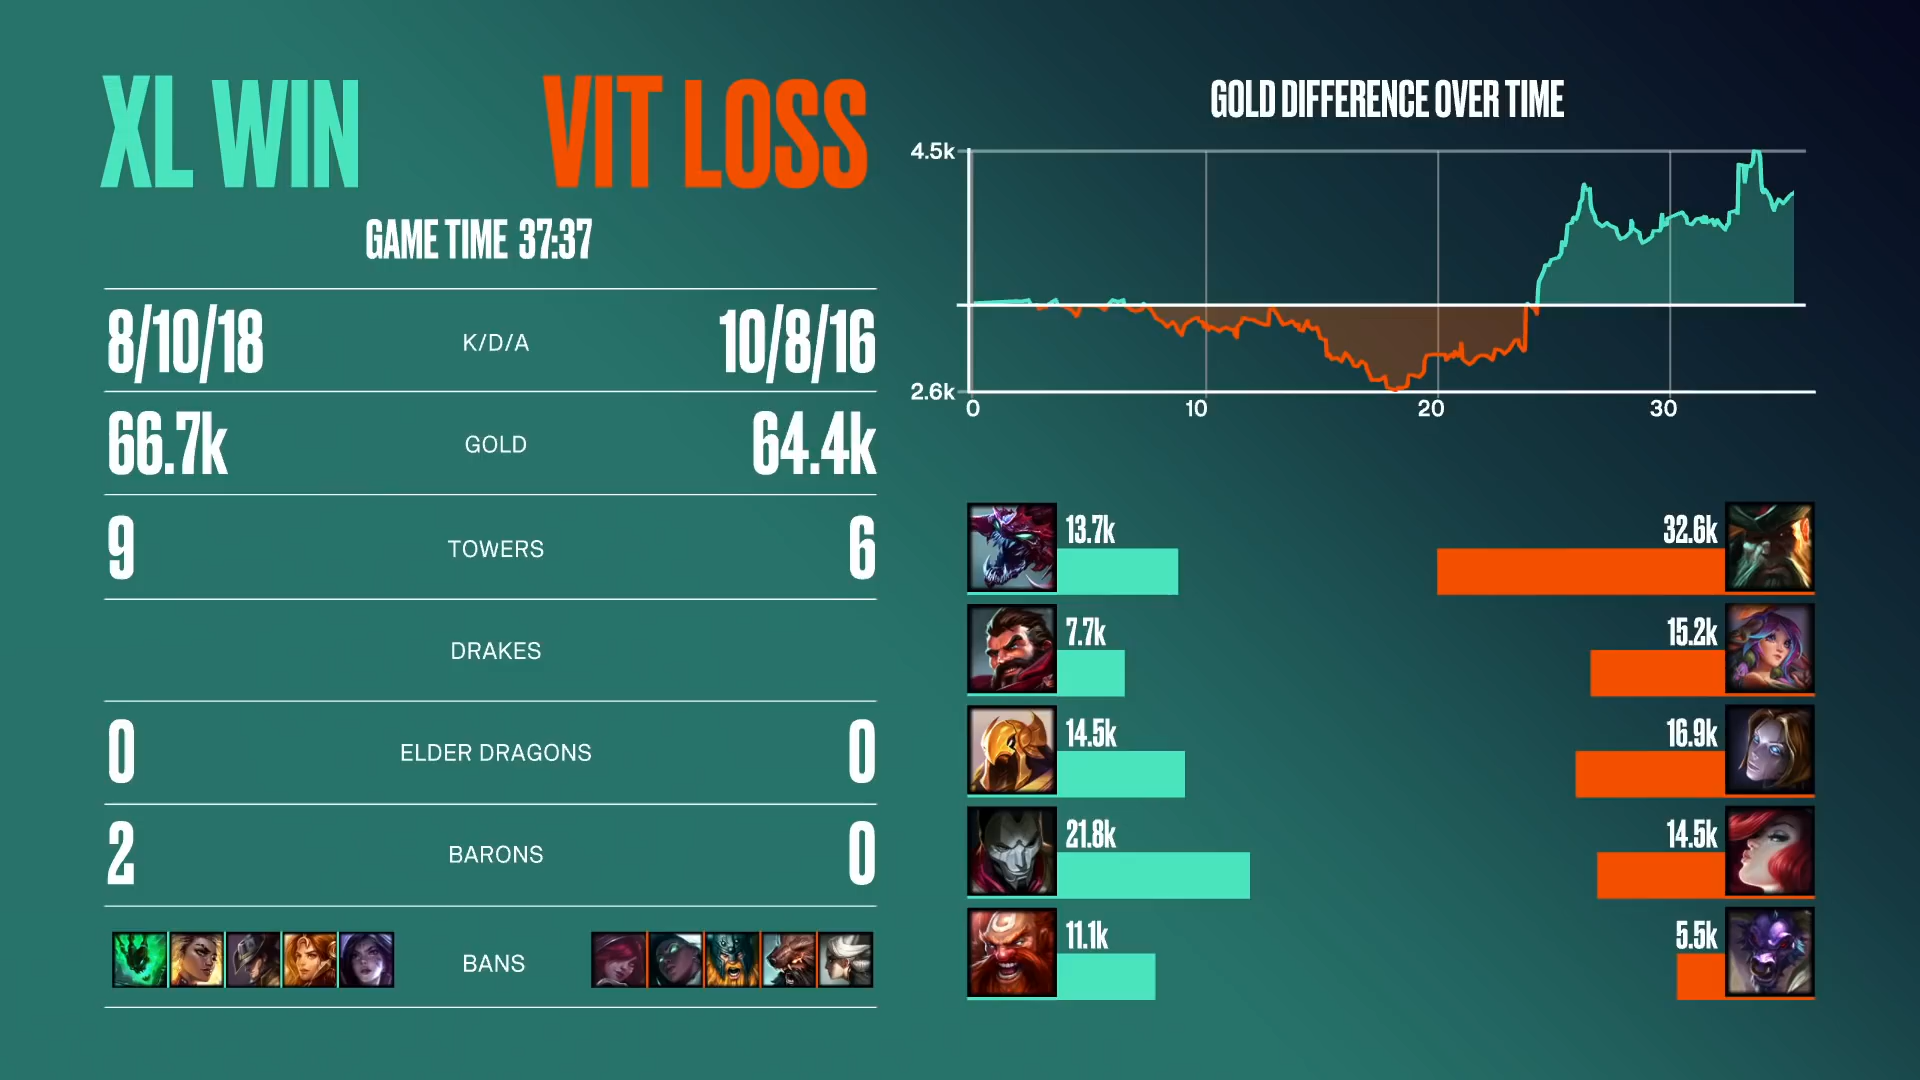 XL WIN
VIT LOSS
GAME TIME 37:37
8/10/18 K/D/A 10/8/16
66.7k GOLD 64.4k
9 TOWERS 6
DRAKES
0 ELDER DRAGONS 0
2 BARONS 0
BANS
GOLD DIFFERENCE OVER TIME
4.5k
2.6k
0 10 20 30
13.7k 32.6k
7.7k 15.2k
14.5k 16.9k
21.8k 14.5k
11.1k 5.5k